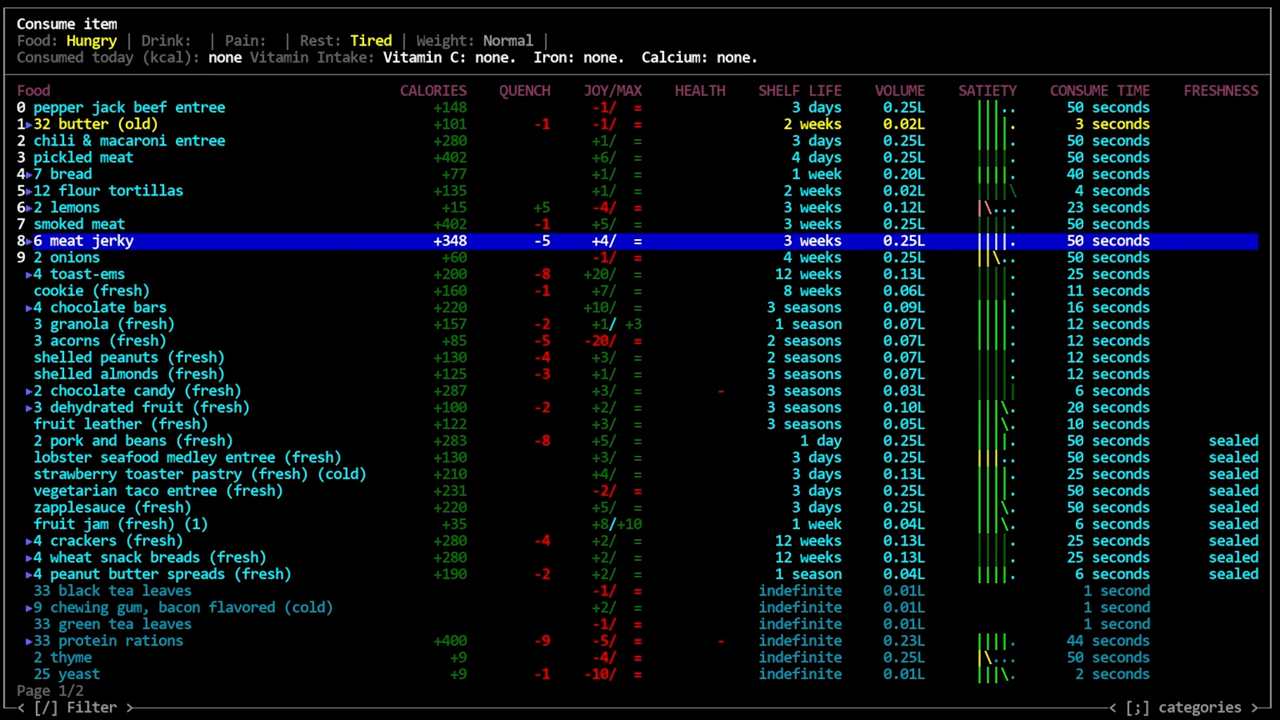 Consume item
Food: Hungry | Drink: | Pain: | Rest: Tired | Weight: Normal |
Consumed today (kcal): none Vitamin Intake: Vitamin C: none. Iron: none. Calcium: none.
Food CALORIES QUENCH JOY/MAX HEALTH SHELF LIFE VOLUME SATIETY CONSUME TIME FRESHNESS
0 pepper jack beef entree +148 -1/ = 3 days 0.25L |||.. 50 seconds
1▸32 butter (old) +101 -1 -1/ = 2 weeks 0.02L ||||. 3 seconds
2 chili & macaroni entree +280 +1/ = 3 days 0.25L ||||. 50 seconds
3 pickled meat +402 +6/ = 4 days 0.25L ||||. 50 seconds
4▸7 bread +77 +1/ = 1 week 0.20L ||||. 40 seconds
5▸12 flour tortillas +135 +1/ = 2 weeks 0.02L ||||\ 4 seconds
6▸2 lemons +15 +5 -4/ = 3 weeks 0.12L |\... 23 seconds
7 smoked meat +402 -1 +5/ = 3 weeks 0.25L ||||. 50 seconds
8▸6 meat jerky +348 -5 +4/ = 3 weeks 0.25L ||||. 50 seconds
9 2 onions +60 -1/ = 4 weeks 0.25L ||\.. 50 seconds
▸4 toast-ems +200 -8 +20/ = 12 weeks 0.13L ||||. 25 seconds
cookie (fresh) +160 -1 +7/ = 8 weeks 0.06L ||||. 11 seconds
▸4 chocolate bars +220 +10/ = 3 seasons 0.09L ||||. 16 seconds
3 granola (fresh) +157 -2 +1/ +3 1 season 0.07L ||||. 12 seconds
3 acorns (fresh) +85 -5 -20/ = 2 seasons 0.07L ||||. 12 seconds
shelled peanuts (fresh) +130 -4 +3/ = 2 seasons 0.07L ||||. 12 seconds
shelled almonds (fresh) +125 -3 +1/ = 3 seasons 0.07L ||||. 12 seconds
▸2 chocolate candy (fresh) +287 +3/ = - 3 seasons 0.03L ||||| 6 seconds
▸3 dehydrated fruit (fresh) +100 -2 +2/ = 3 seasons 0.10L |||\. 20 seconds
fruit leather (fresh) +122 +3/ = 3 seasons 0.05L |||\. 10 seconds
2 pork and beans (fresh) +283 -8 +5/ = 1 day 0.25L ||||. 50 seconds sealed
lobster seafood medley entree (fresh) +130 +3/ = 3 days 0.25L |||.. 50 seconds sealed
strawberry toaster pastry (fresh) (cold) +210 +4/ = 3 days 0.13L ||||. 25 seconds sealed
vegetarian taco entree (fresh) +231 -2/ = 3 days 0.25L ||||. 50 seconds sealed
zapplesauce (fresh) +220 +5/ = 3 days 0.25L |||\. 50 seconds sealed
fruit jam (fresh) (1) +35 +8/+10 1 week 0.04L |||\. 6 seconds sealed
▸4 crackers (fresh) +280 -4 +2/ = 12 weeks 0.13L ||||. 25 seconds sealed
▸4 wheat snack breads (fresh) +280 +2/ = 12 weeks 0.13L ||||. 25 seconds sealed
▸4 peanut butter spreads (fresh) +190 -2 +2/ = 1 season 0.04L ||||. 6 seconds sealed
33 black tea leaves -1/ = indefinite 0.01L 1 second
▸9 chewing gum, bacon flavored (cold) +2/ = indefinite 0.01L 1 second
33 green tea leaves -1/ = indefinite 0.01L 1 second
▸33 protein rations +400 -9 -5/ = - indefinite 0.23L ||||. 44 seconds
2 thyme +9 -4/ = indefinite 0.25L |\... 50 seconds
25 yeast +9 -1 -10/ = indefinite 0.01L |||\. 2 seconds
Page 1/2
< [/] Filter > < [;] categories >